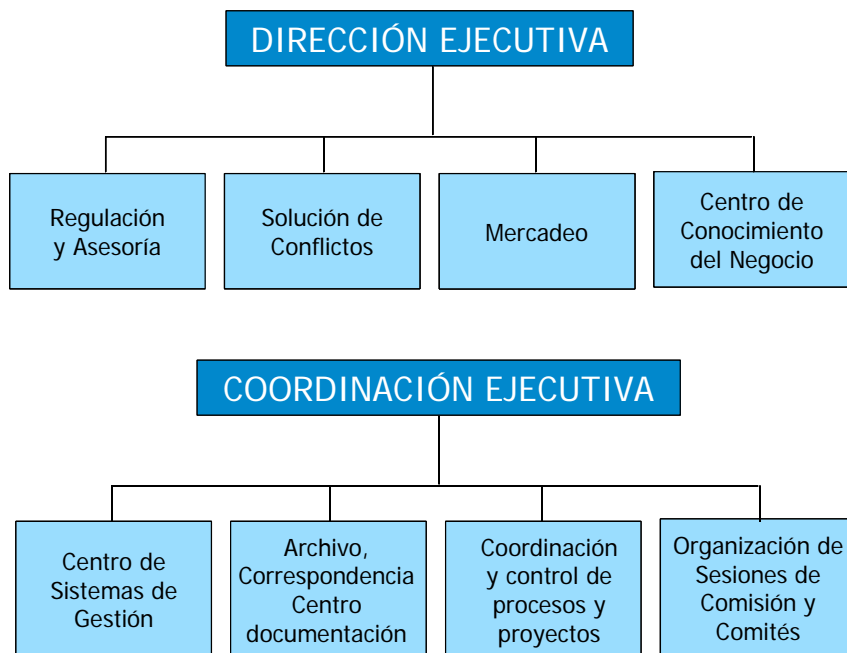 DIRECCIÓN EJECUTIVA
Regulación
y Asesoría
Solución de
Conflictos
Mercadeo
Centro de
Conocimiento
del Negocio
COORDINACIÓN EJECUTIVA
Centro de
Sistemas de
Gestión
Archivo,
Correspondencia
Centro
documentación
Coordinación
y control de
procesos y
proyectos
Organización de
Sesiones de
Comisión y
Comités